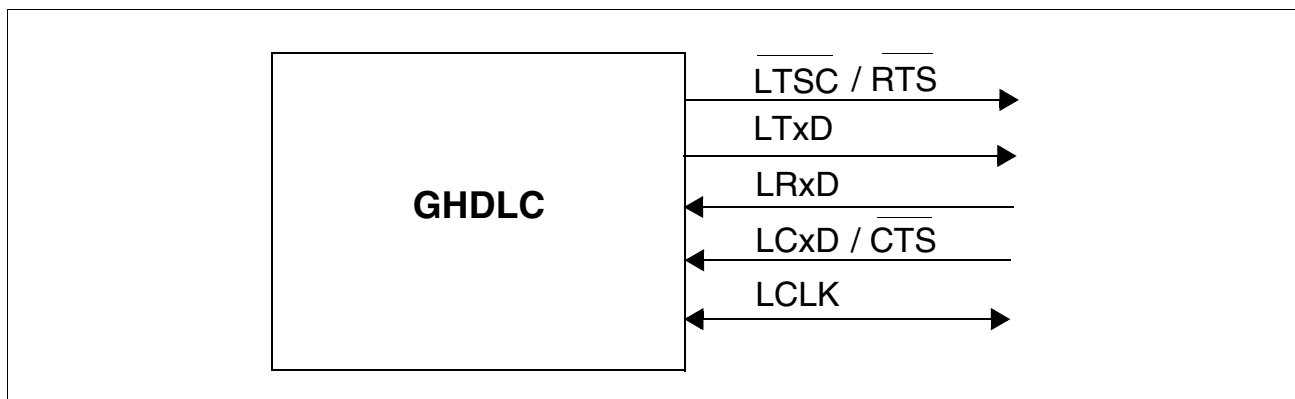 LTSC / RTS
LTxD
LRxD
GHDLC
LCxD / CTS
LCLK